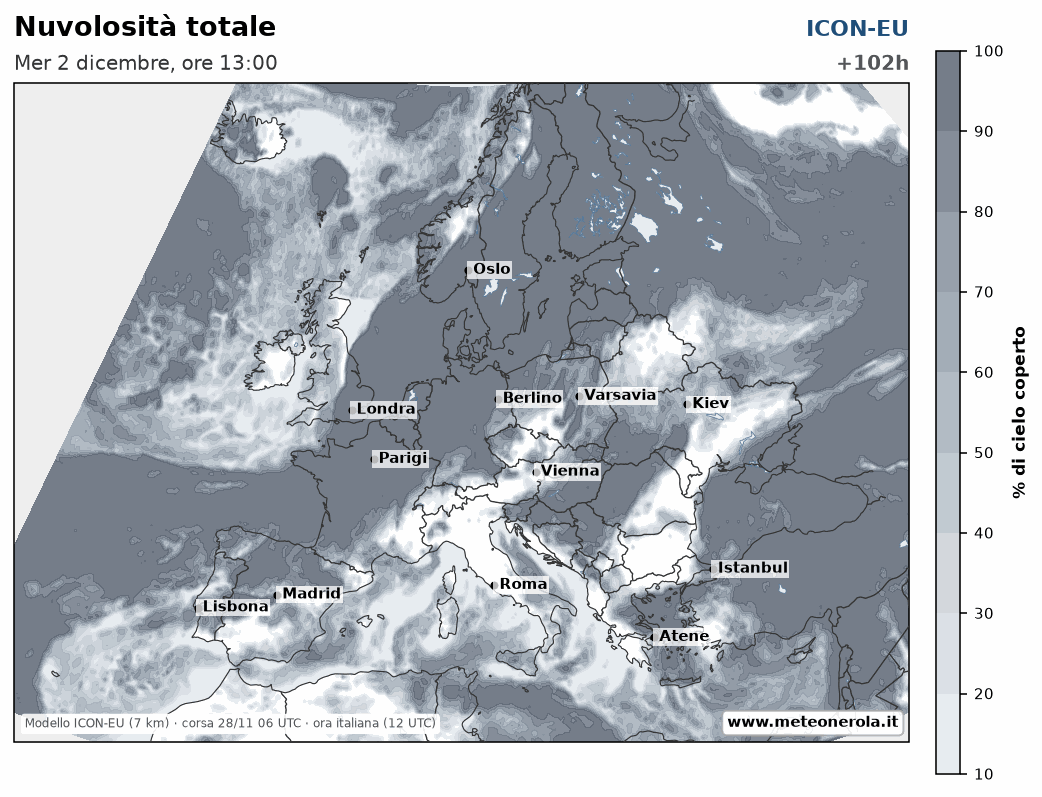 Nuvolosità totale
ICON-EU
Mer 2 dicembre, ore 13:00
+102h
100
90
80
70
60
50
40
30
20
10
% di cielo coperto
Oslo
Londra
Berlino
Varsavia
Kiev
Parigi
Vienna
Istanbul
Roma
Madrid
Lisbona
Atene
Modello ICON-EU (7 km) · corsa 28/11 06 UTC · ora italiana (12 UTC)
www.meteonerola.it